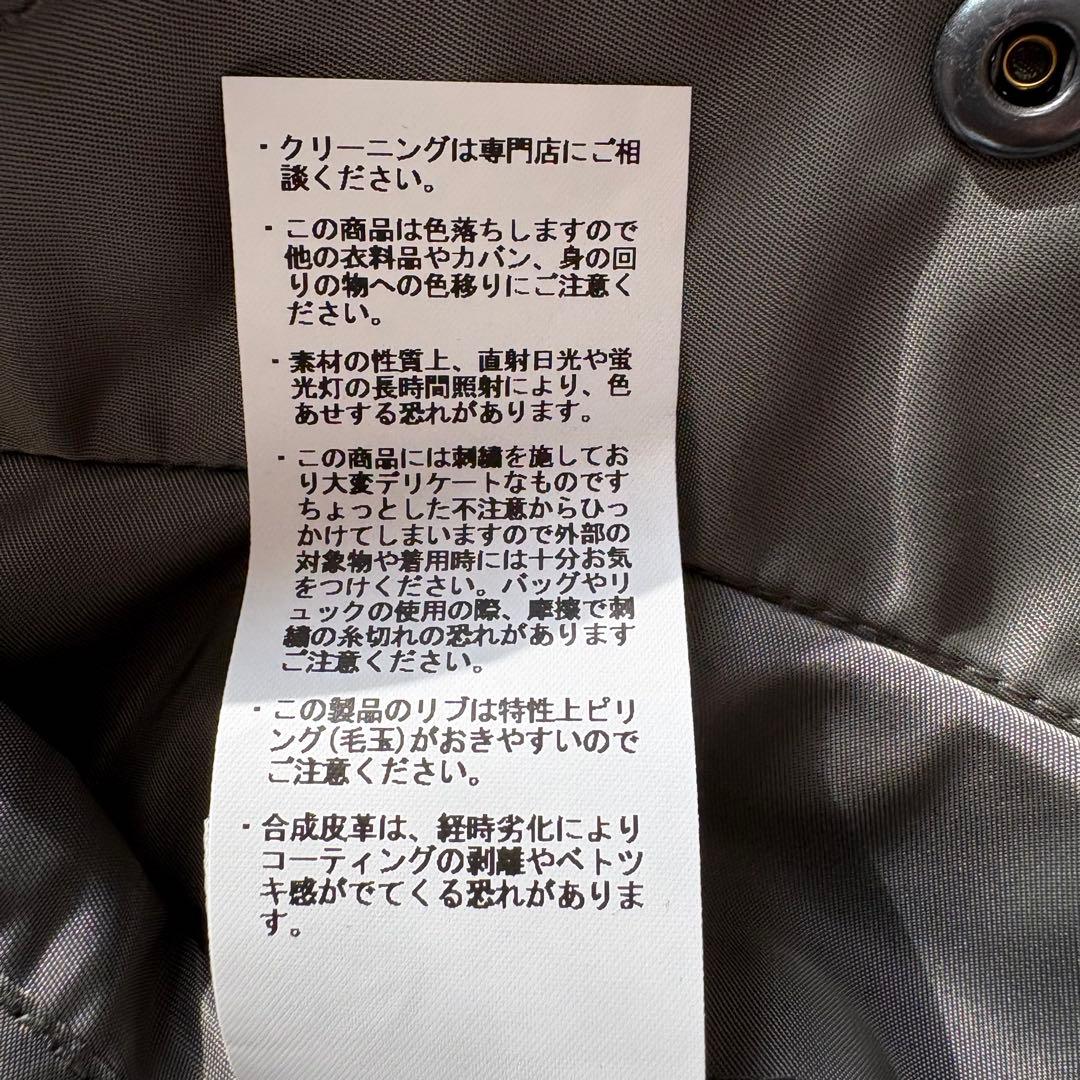 ・クリーニングは専門店にご相
談ください。
・この商品は色落ちしますので
他の衣料品やカバン、身の回
りの物への色移りにご注意く
ださい。
・素材の性質上、直射日光や蛍
光灯の長時間照射により、色
あせする恐れがあります。
・この商品には刺繍を施してお
り大変デリケートなものです
ちょっとした不注意からひっ
かけてしまいますので外部の
対象物や着用時には十分お気
をつけください。バッグやリ
ュックの使用の際、摩擦で刺
繍の糸切れの恐れがあります
ご注意ください。
・この製品のリブは特性上ピリ
ング(毛玉)がおきやすいので
ご注意ください。
・合成皮革は、経時劣化により
コーティングの剥離やベトツ
キ感がでてくる恐れがありま
す。